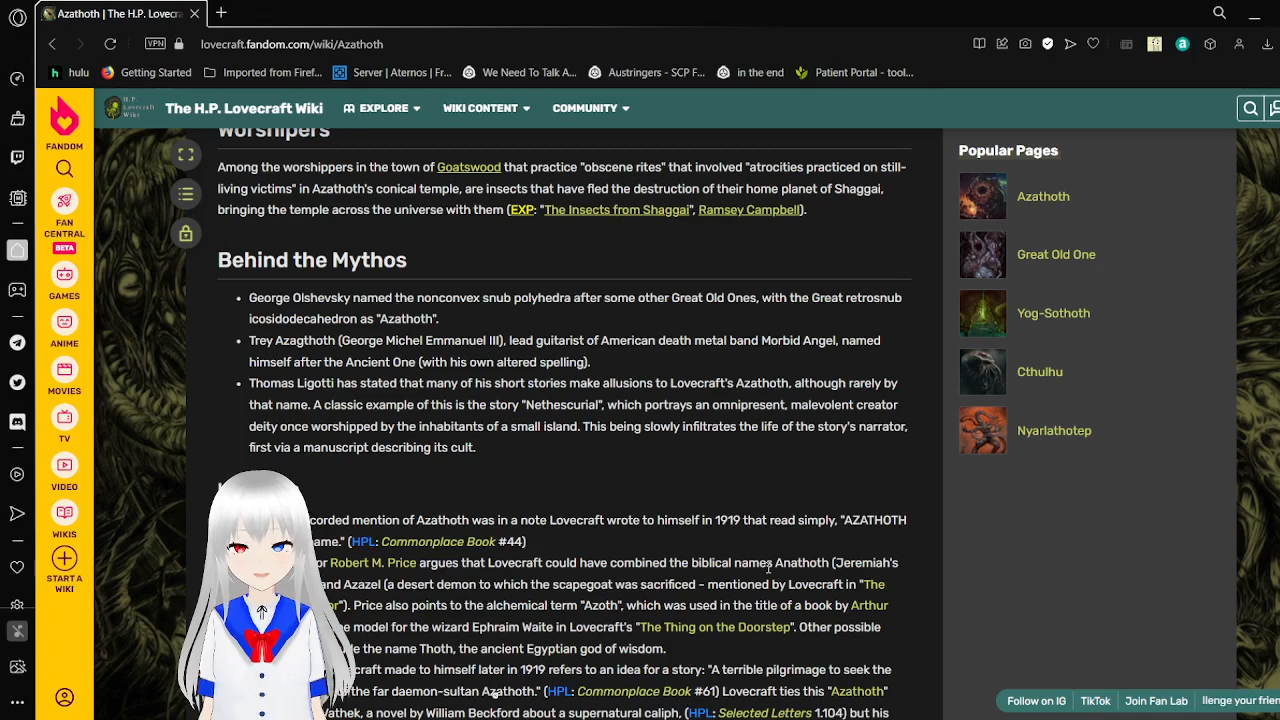 Azathoth | The H.P. Lovecra
lovecraft.fandom.com/wiki/Azathoth
VPN
hulu
Getting Started
Imported from Firef...
Server | Aternos | Fr...
We Need To Talk A...
Austringers - SCP F...
in the end
Patient Portal - tool...
H.P. Lovecraft Wiki
The H.P. Lovecraft Wiki
EXPLORE
WIKI CONTENT
COMMUNITY
FANDOM
FAN CENTRAL
BETA
GAMES
ANIME
MOVIES
TV
VIDEO
WIKIS
START A WIKI
Worshipers
Among the worshippers in the town of Goatswood that practice "obscene rites" that involved "atrocities practiced on still-
living victims" in Azathoth's conical temple, are insects that have fled the destruction of their home planet of Shaggai,
bringing the temple across the universe with them (EXP: "The Insects from Shaggai", Ramsey Campbell).
Behind the Mythos
George Olshevsky named the nonconvex snub polyhedra after some other Great Old Ones, with the Great retrosnub
icosidodecahedron as "Azathoth".
Trey Azagthoth (George Michel Emmanuel III), lead guitarist of American death metal band Morbid Angel, named
himself after the Ancient One (with his own altered spelling).
Thomas Ligotti has stated that many of his short stories make allusions to Lovecraft's Azathoth, although rarely by
that name. A classic example of this is the story "Nethescurial", which portrays an omnipresent, malevolent creator
deity once worshipped by the inhabitants of a small island. This being slowly infiltrates the life of the story's narrator,
first via a manuscript describing its cult.
corded mention of Azathoth was in a note Lovecraft wrote to himself in 1919 that read simply, "AZATHOTH
ame." (HPL: Commonplace Book #44)
or Robert M. Price argues that Lovecraft could have combined the biblical names Anathoth (Jeremiah's
and Azazel (a desert demon to which the scapegoat was sacrificed - mentioned by Lovecraft in "The
or"). Price also points to the alchemical term "Azoth", which was used in the title of a book by Arthur
he model for the wizard Ephraim Waite in Lovecraft's "The Thing on the Doorstep". Other possible
de the name Thoth, the ancient Egyptian god of wisdom.
craft made to himself later in 1919 refers to an idea for a story: "A terrible pilgrimage to seek the
the far daemon-sultan Azathoth." (HPL: Commonplace Book #61) Lovecraft ties this "Azathoth"
athek, a novel by William Beckford about a supernatural caliph, (HPL: Selected Letters 1.104) but his
Popular Pages
Azathoth
Great Old One
Yog-Sothoth
Cthulhu
Nyarlathotep
Follow on IG
TikTok
Join Fan Lab
llenge your frien